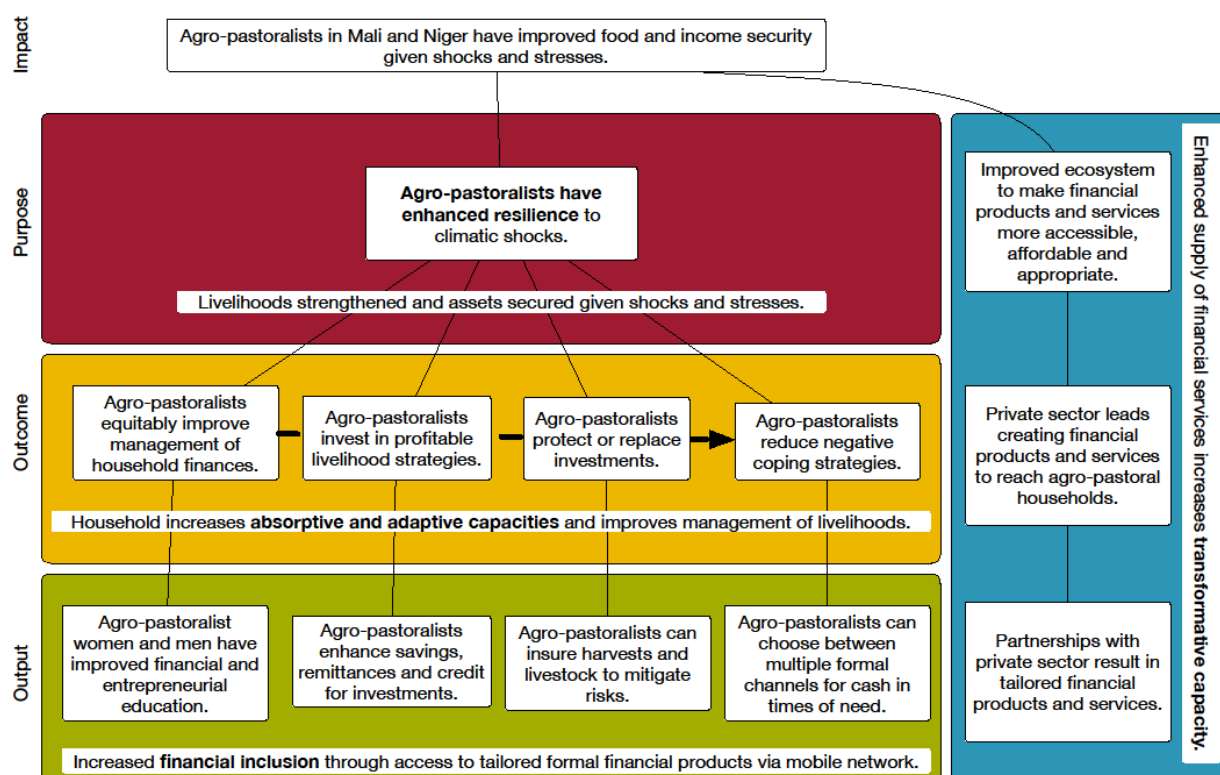 Impact
Agro-pastoralists in Mali and Niger have improved food and income security
given shocks and stresses.
Purpose
Agro-pastoralists have
enhanced resilience to
climatic shocks.
Livelihoods strengthened and assets secured given shocks and stresses.
Outcome
Agro-pastoralists
equitably improve
management of
household finances.
Agro-pastoralists
invest in profitable
livelihood strategies.
Agro-pastoralists
protect or replace
investments.
Agro-pastoralists
reduce negative
coping strategies.
Household increases absorptive and adaptive capacities and improves management of livelihoods.
Output
Agro-pastoralist
women and men have
improved financial and
entrepreneurial
education.
Agro-pastoralists
enhance savings,
remittances and credit
for investments.
Agro-pastoralists can
insure harvests and
livestock to mitigate
risks.
Agro-pastoralists can
choose between
multiple formal
channels for cash in
times of need.
Increased financial inclusion through access to tailored formal financial products via mobile network.
Improved ecosystem
to make financial
products and services
more accessible,
affordable and
appropriate.
Private sector leads
creating financial
products and services
to reach agro-pastoral
households.
Partnerships with
private sector result in
tailored financial
products and services.
Enhanced supply of financial services increases transformative capacity.